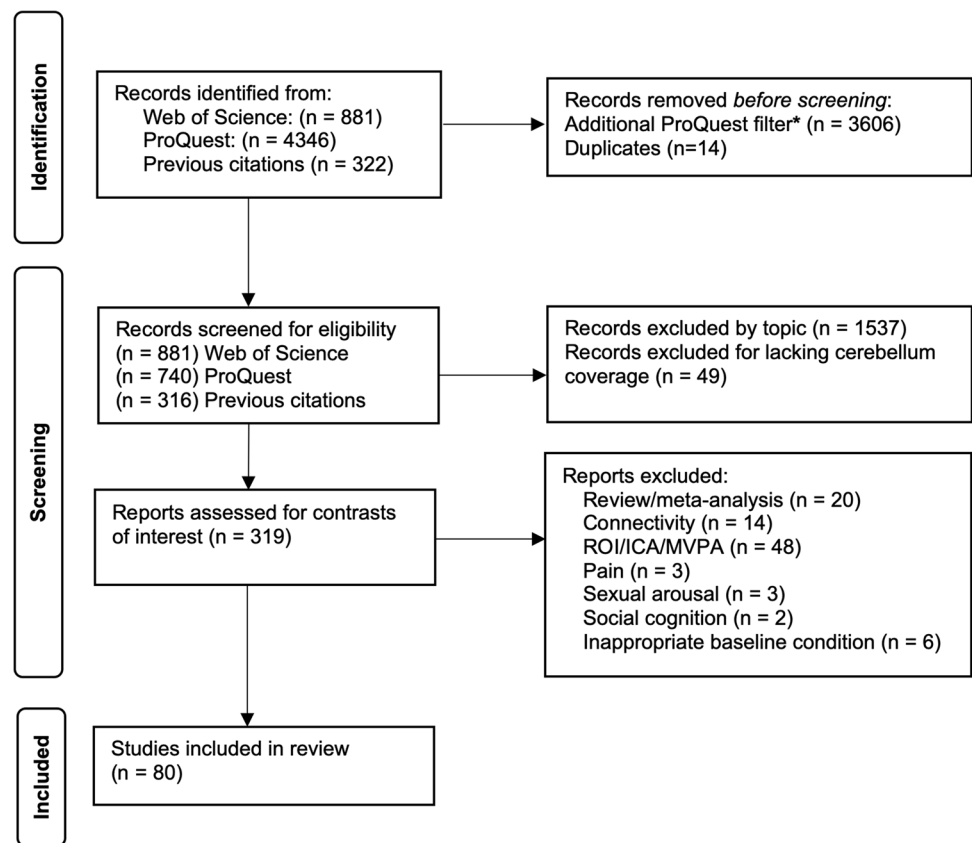 Identification
Records identified from:
Web of Science: (n = 881)
ProQuest: (n = 4346)
Previous citations (n = 322)
Records removed before screening:
Additional ProQuest filter* (n = 3606)
Duplicates (n=14)
Screening
Records screened for eligibility
(n = 881) Web of Science
(n = 740) ProQuest
(n = 316) Previous citations
Records excluded by topic (n = 1537)
Records excluded for lacking cerebellum
coverage (n = 49)
Reports assessed for contrasts
of interest (n = 319)
Reports excluded:
Review/meta-analysis (n = 20)
Connectivity (n = 14)
ROI/ICA/MVPA (n = 48)
Pain (n = 3)
Sexual arousal (n = 3)
Social cognition (n = 2)
Inappropriate baseline condition (n = 6)
Included
Studies included in review
(n = 80)